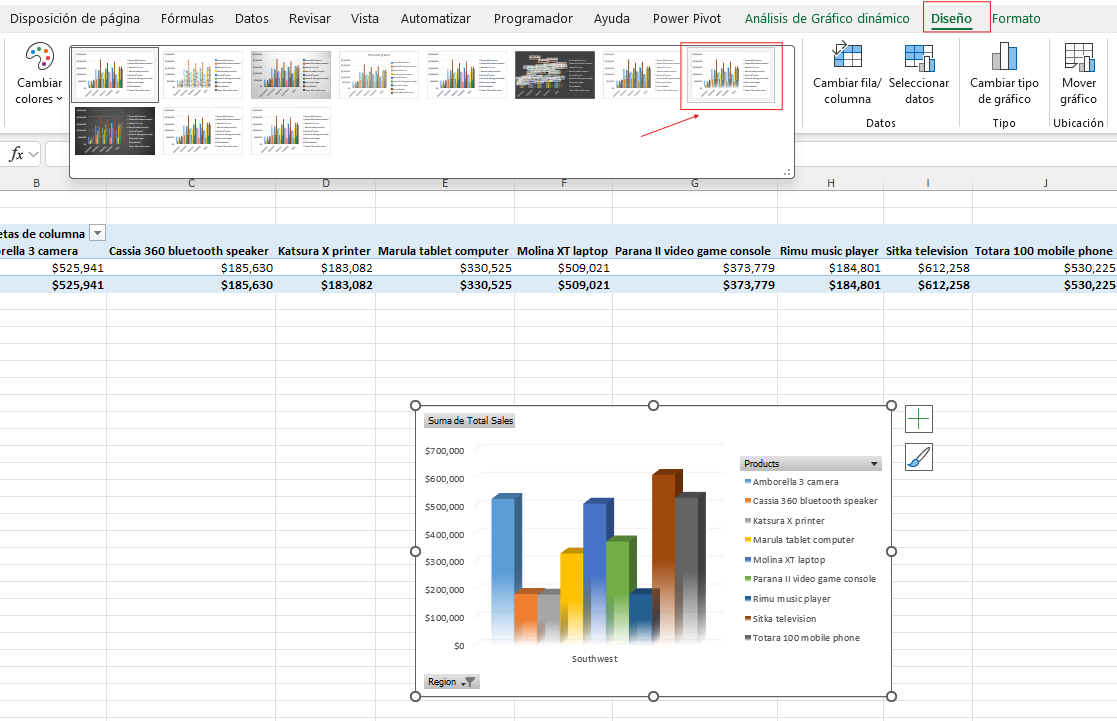 Disposición de página Fórmulas Datos Revisar Vista Automatizar Programador Ayuda Power Pivot Análisis de Gráfico dinámico Diseño Formato
Cambiar
colores
Cambiar fila/
columna
Seleccionar
datos
Datos
Cambiar tipo
de gráfico
Tipo
Mover
gráfico
Ubicación
fx
B C D E F G H I J
etas de columna
orella 3 camera Cassia 360 bluetooth speaker Katsura X printer Marula tablet computer Molina XT laptop Parana II video game console Rimu music player Sitka television Totara 100 mobile phone
$525,941 $185,630 $183,082 $330,525 $509,021 $373,779 $184,801 $612,258 $530,225
$525,941 $185,630 $183,082 $330,525 $509,021 $373,779 $184,801 $612,258 $530,225
Suma de Total Sales
$700,000
$600,000
$500,000
$400,000
$300,000
$200,000
$100,000
$0
Southwest
Products
Amborella 3 camera
Cassia 360 bluetooth speaker
Katsura X printer
Marula tablet computer
Molina XT laptop
Parana II video game console
Rimu music player
Sitka television
Totara 100 mobile phone
Region